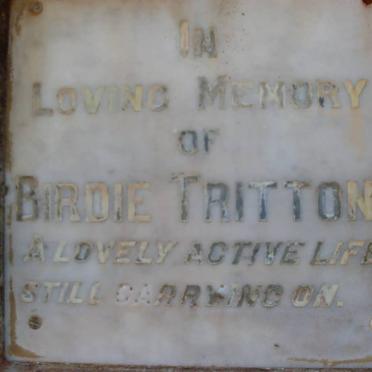 IN
LOVING MEMORY
OF
BIRDIE TRITTON
A LOVELY ACTIVE LIFE
STILL CARRYING ON.